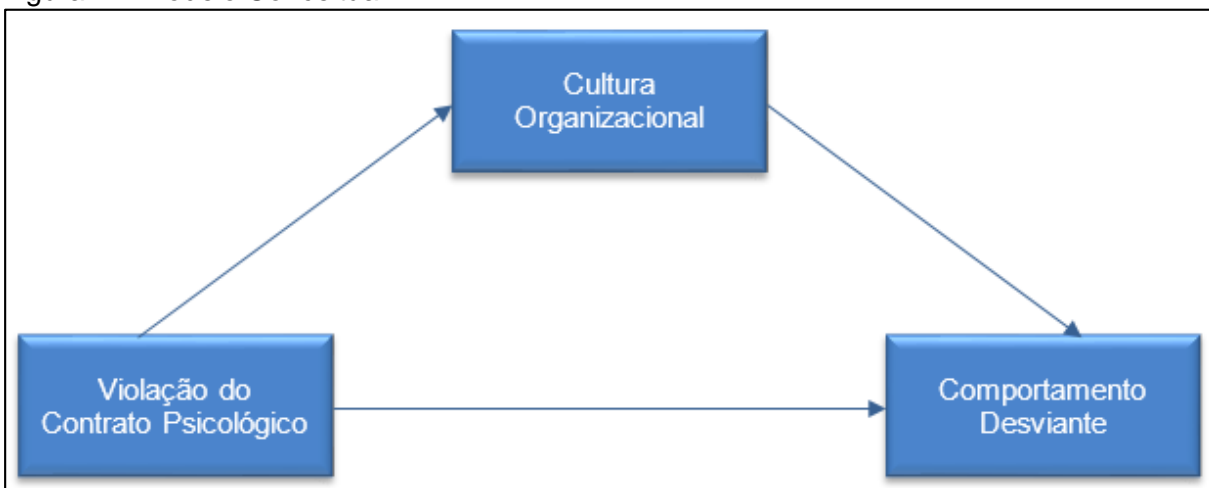 Cultura
Organizacional
Violação do
Contrato Psicológico
Comportamento
Desviante